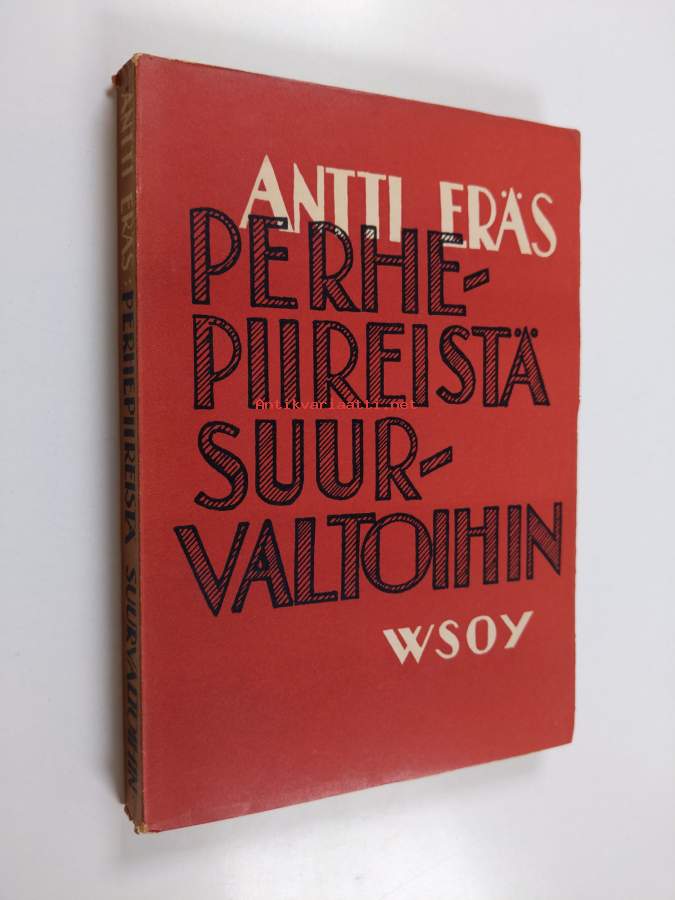 ANTTI ERÄS
PERHE-
PIIREISTÄ
SUUR-
VALTOIHIN
WSOY
ANTTI ERÄS: PERHEPIIREISTÄ SUURVALTOIHIN
Antikvariaatti.net